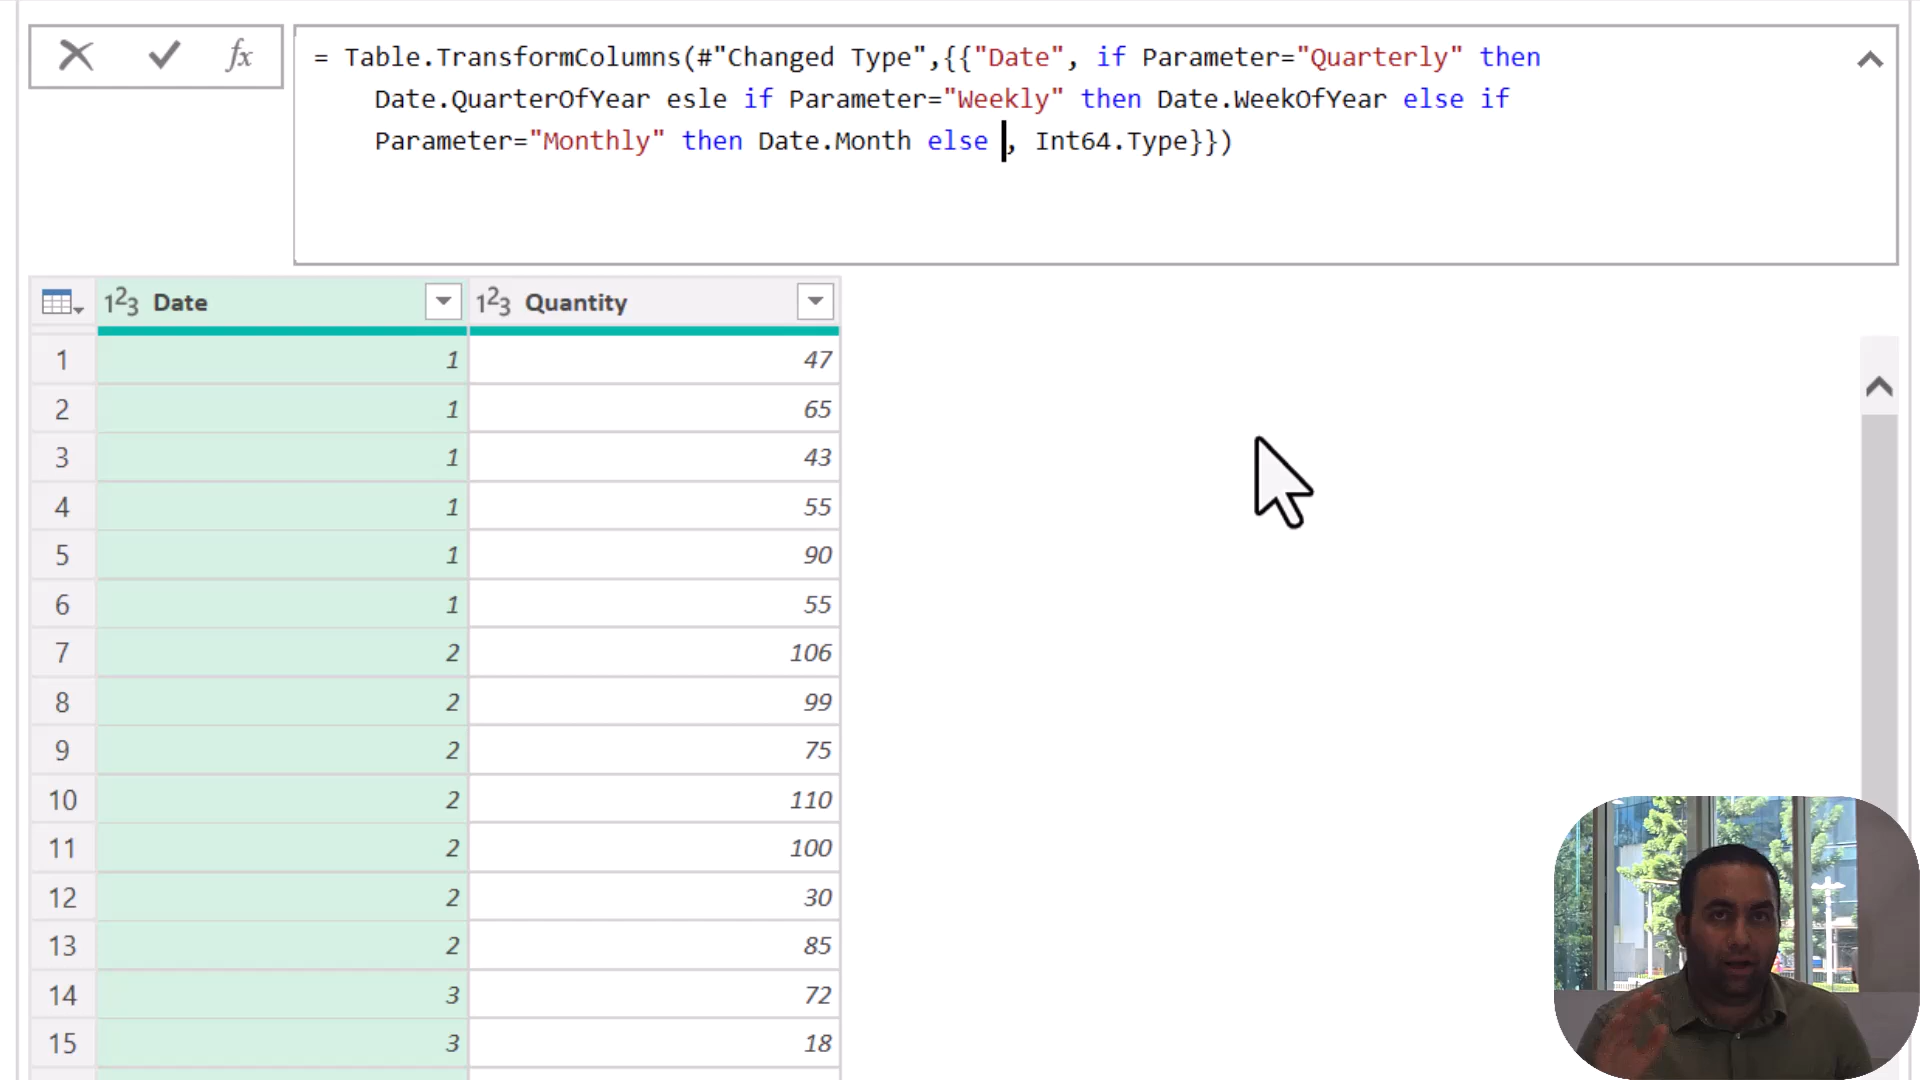 fx
= Table.TransformColumns(#"Changed Type",{{"Date", if Parameter="Quarterly" then
Date.QuarterOfYear esle if Parameter="Weekly" then Date.WeekOfYear else if
Parameter="Monthly" then Date.Month else , Int64.Type}})
123 Date 123 Quantity
1 1 47
2 1 65
3 1 43
4 1 55
5 1 90
6 1 55
7 2 106
8 2 99
9 2 75
10 2 110
11 2 100
12 2 30
13 2 85
14 3 72
15 3 18